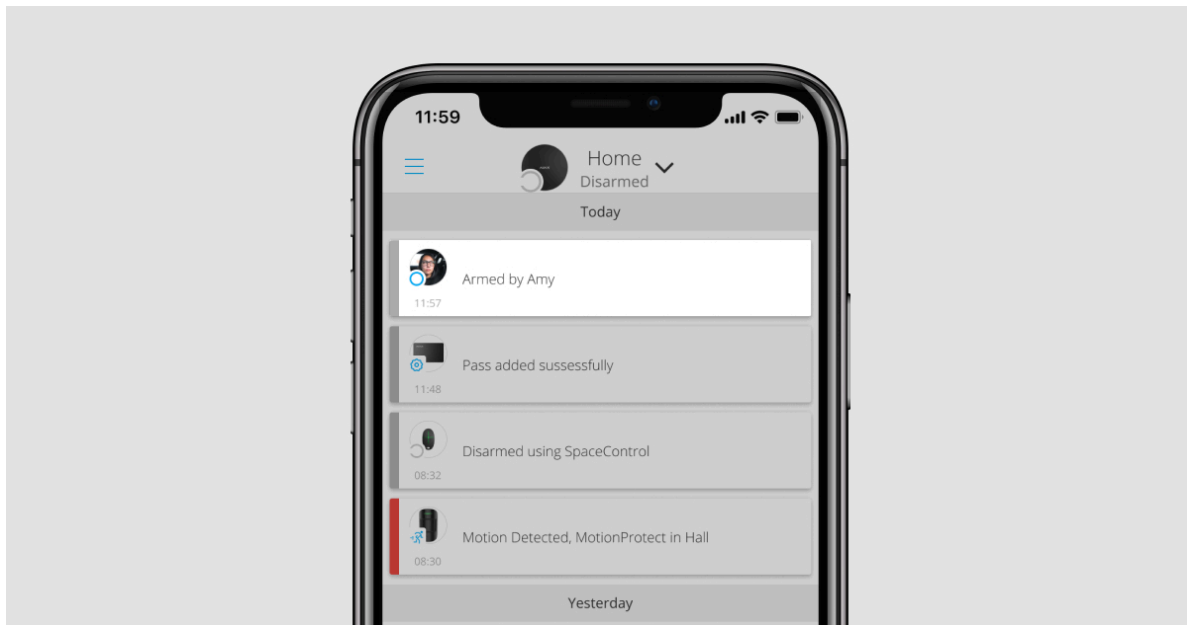 11:59
Home
Disarmed
Today
Armed by Amy
11:57
Pass added sussessfully
11:48
Disarmed using SpaceControl
08:32
Motion Detected, MotionProtect in Hall
08:30
Yesterday